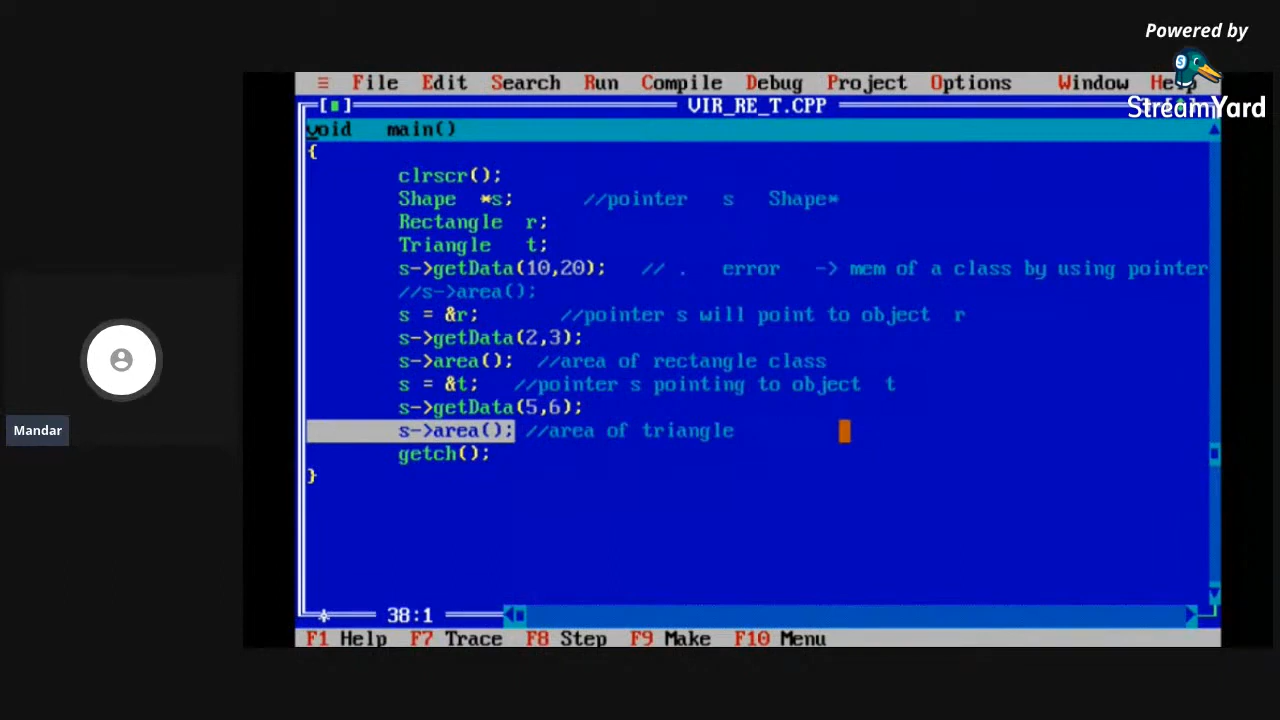 Powered by
StreamYard
≡ File Edit Search Run Compile Debug Project Options Window Help
[■] VIR_RE_T.CPP
void main()
{
clrscr();
Shape *s; //pointer s Shape*
Rectangle r;
Triangle t;
s->getData(10,20); // . error -> mem of a class by using pointer
//s->area();
s = &r; //pointer s will point to object r
s->getData(2,3);
s->area(); //area of rectangle class
s = &t; //pointer s pointing to object t
s->getData(5,6);
s->area(); //area of triangle
getch();
}
38:1
F1 Help F7 Trace F8 Step F9 Make F10 Menu
Mandar